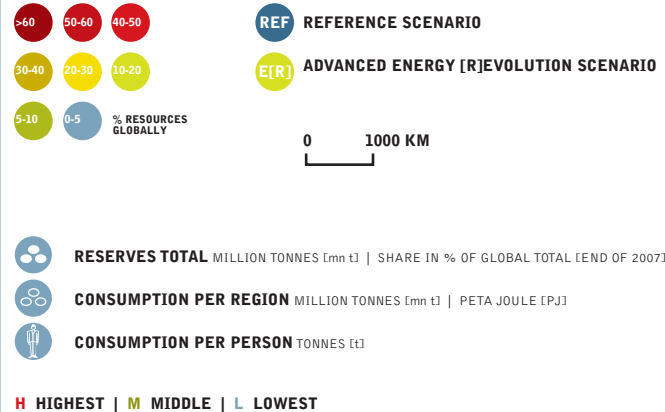 >60 50-60 40-50
REF REFERENCE SCENARIO
30-40 20-30 10-20
E[R] ADVANCED ENERGY [R]EVOLUTION SCENARIO
5-10 0-5 % RESOURCES
GLOBALLY
0 1000 KM
RESERVES TOTAL MILLION TONNES [mn t] | SHARE IN % OF GLOBAL TOTAL [END OF 2007]
CONSUMPTION PER REGION MILLION TONNES [mn t] | PETA JOULE [PJ]
CONSUMPTION PER PERSON TONNES [t]
H HIGHEST | M MIDDLE | L LOWEST